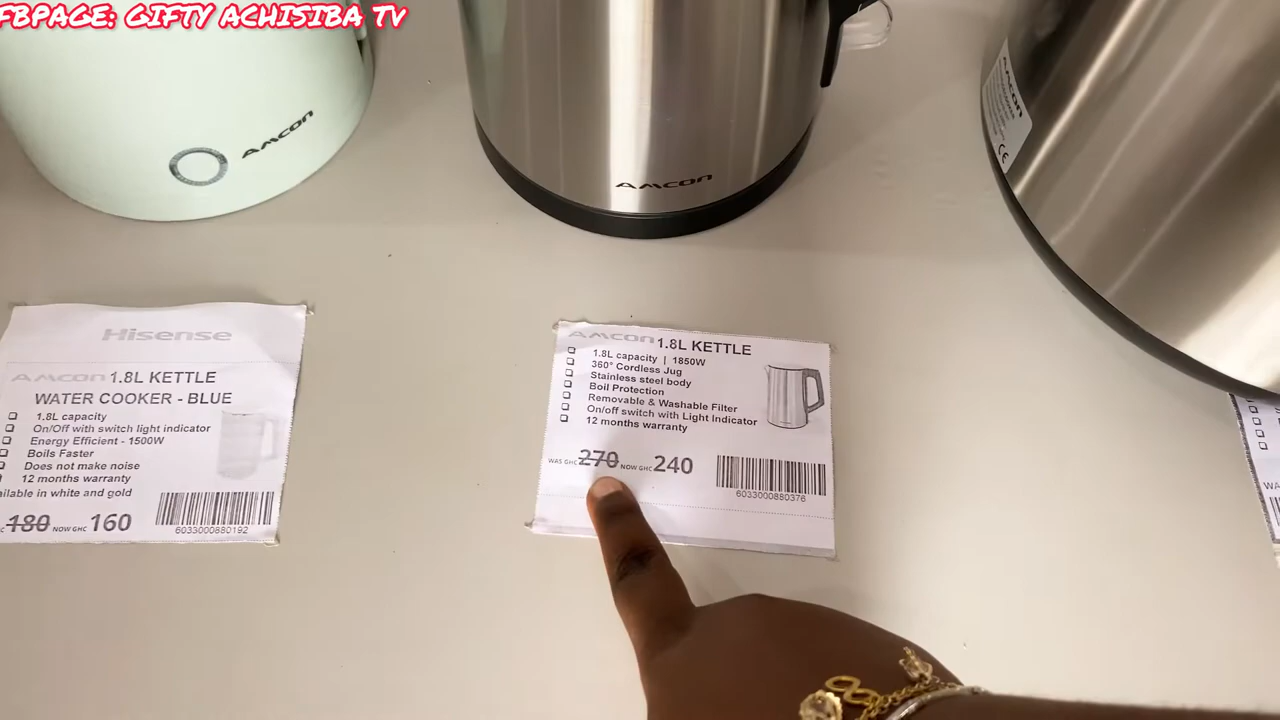 FBPAGE: GIFTY ACHISIBA TV
AMCON
AMCON
AMCON
CE
Hisense
AMCON 1.8L KETTLE
WATER COOKER - BLUE
1.8L capacity
On/Off with switch light indicator
Energy Efficient - 1500W
Boils Faster
Does not make noise
12 months warranty
in white and gold
180 NOW GHC 160
6033000880192
AMCON 1.8L KETTLE
1.8L capacity | 1850W
360° Cordless Jug
Stainless steel body
Boil Protection
Removable & Washable Filter
On/off switch with Light Indicator
12 months warranty
WAS GHC 270 NOW GHC 240
6033000880376